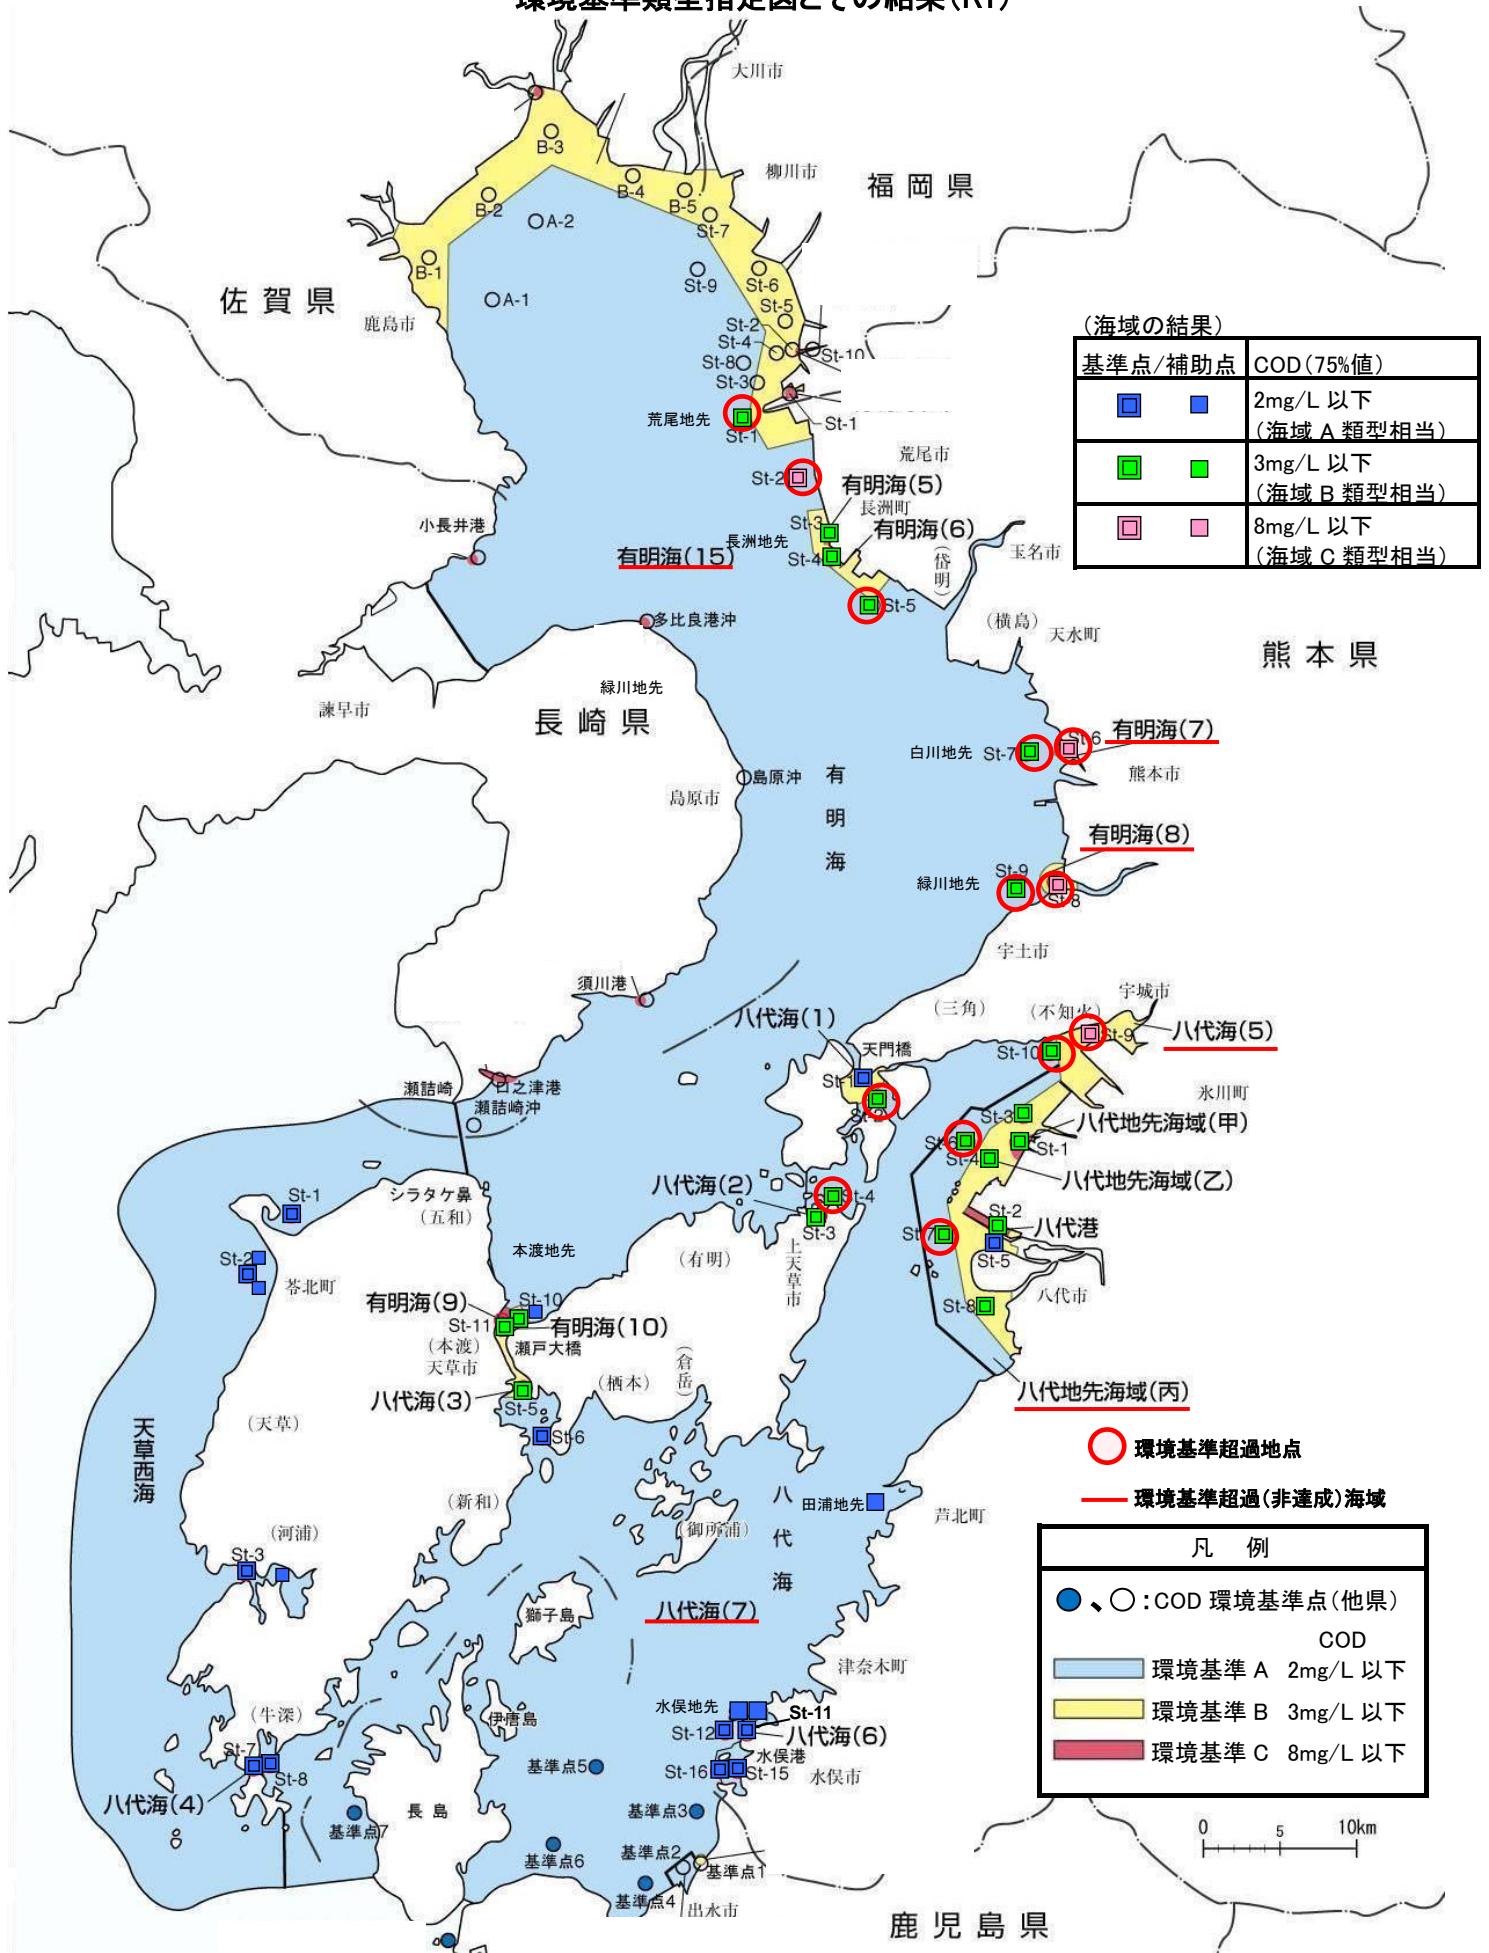 環境基準類型指定図とその結果(R1)
大川市
B-3
柳川市
福岡県
B-4
B-5
B-2
A-2
St-7
B-1
St-9
St-6
佐賀県
A-1
St-5
鹿島市
St-2
St-4
St-10
St-8
St-3
荒尾地先
St-1
St-1
荒尾市
St-2
有明海(5)
長洲町
St-3
有明海(6)
小長井港
長洲地先
有明海(15)
St-4
(岱明)
玉名市
St-5
多比良港沖
(横島)
天水町
熊本県
(海域の結果)
基準点/補助点 COD(75%値)
2mg/L 以下
(海域 A 類型相当)
3mg/L 以下
(海域 B 類型相当)
8mg/L 以下
(海域 C 類型相当)
緑川地先
諫早市
長崎県
St-6
有明海(7)
白川地先
St-7
熊本市
島原沖
有明海
島原市
有明海(8)
St-9
緑川地先
St-8
宇土市
須川港
宇城市
(三角)
(不知火)
八代海(1)
St-9
八代海(5)
天門橋
St-10
St-1
瀬詰崎
口之津港
氷川町
瀬詰崎沖
St-2
St-3
八代地先海域(甲)
St-6
St-1
St-4
八代地先海域(乙)
八代海(2)
St-4
St-1
シラタケ鼻
(五和)
St-3
St-2
八代港
St-7
本渡地先
(有明)
上天草市
St-2
St-5
苓北町
八代市
有明海(9)
St-10
St-8
St-11
有明海(10)
(本渡)
瀬戸大橋
天草市
(倉岳)
(栖本)
八代海(3)
八代地先海域(丙)
St-5
天草西海
(天草)
St-6
環境基準超過地点
環境基準超過(非達成)海域
(新和)
八代海
田浦地先
芦北町
(御所浦)
(河浦)
St-3
凡 例
●、○:COD 環境基準点(他県)
COD
環境基準 A 2mg/L 以下
環境基準 B 3mg/L 以下
環境基準 C 8mg/L 以下
獅子島
八代海(7)
津奈木町
(牛深)
伊唐島
水俣地先
St-11
St-12
八代海(6)
St-7
St-8
基準点5
水俣港
St-16
St-15
水俣市
八代海(4)
長島
基準点3
基準点7
0 5 10km
基準点6
基準点2
基準点1
基準点4
出水市
鹿児島県